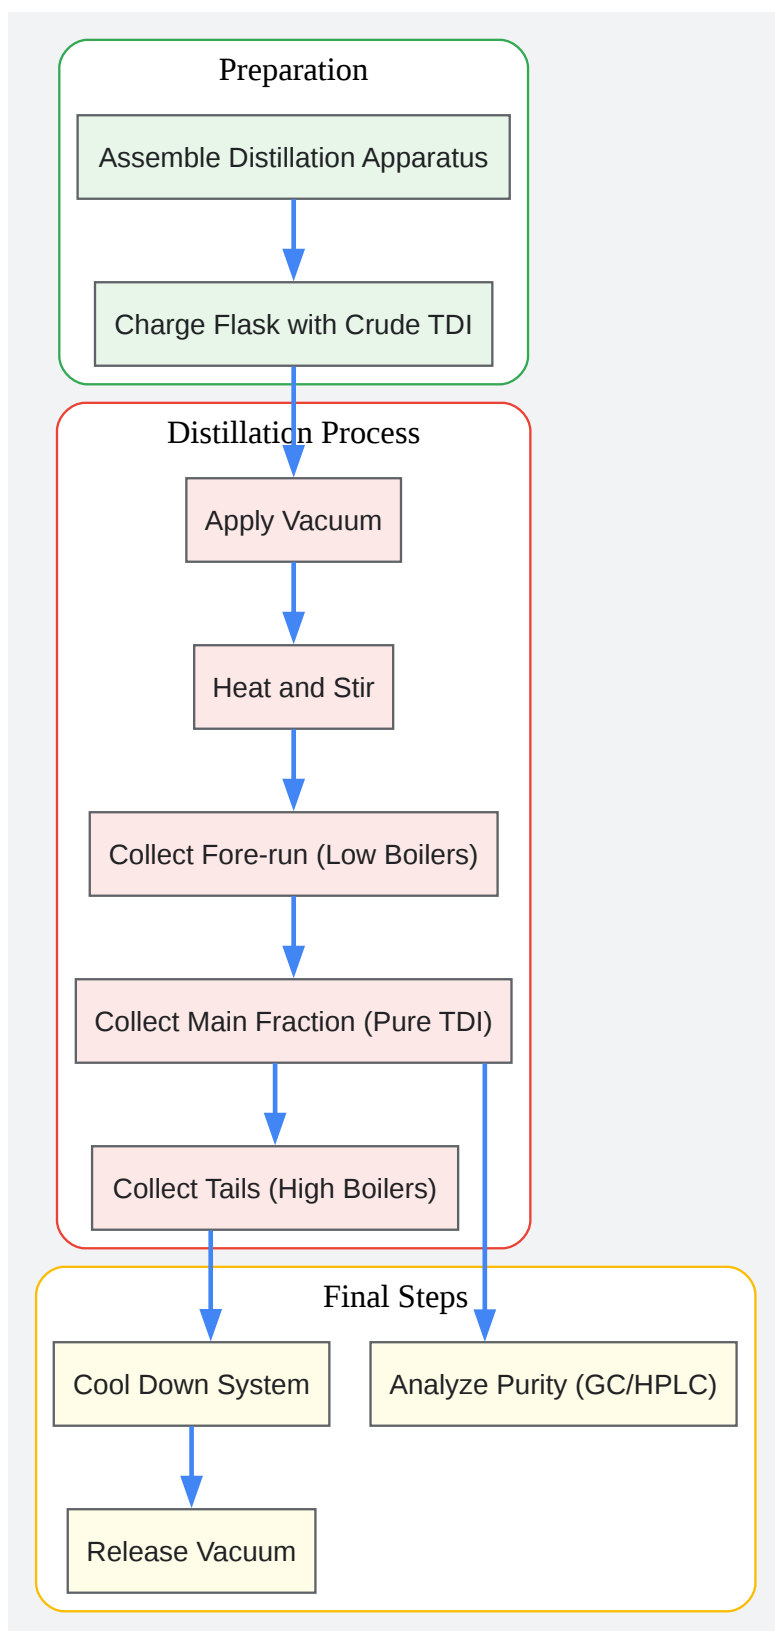 Preparation
Assemble Distillation Apparatus
Charge Flask with Crude TDI
Distillation Process
Apply Vacuum
Heat and Stir
Collect Fore-run (Low Boilers)
Collect Main Fraction (Pure TDI)
Collect Tails (High Boilers)
Final Steps
Cool Down System
Analyze Purity (GC/HPLC)
Release Vacuum